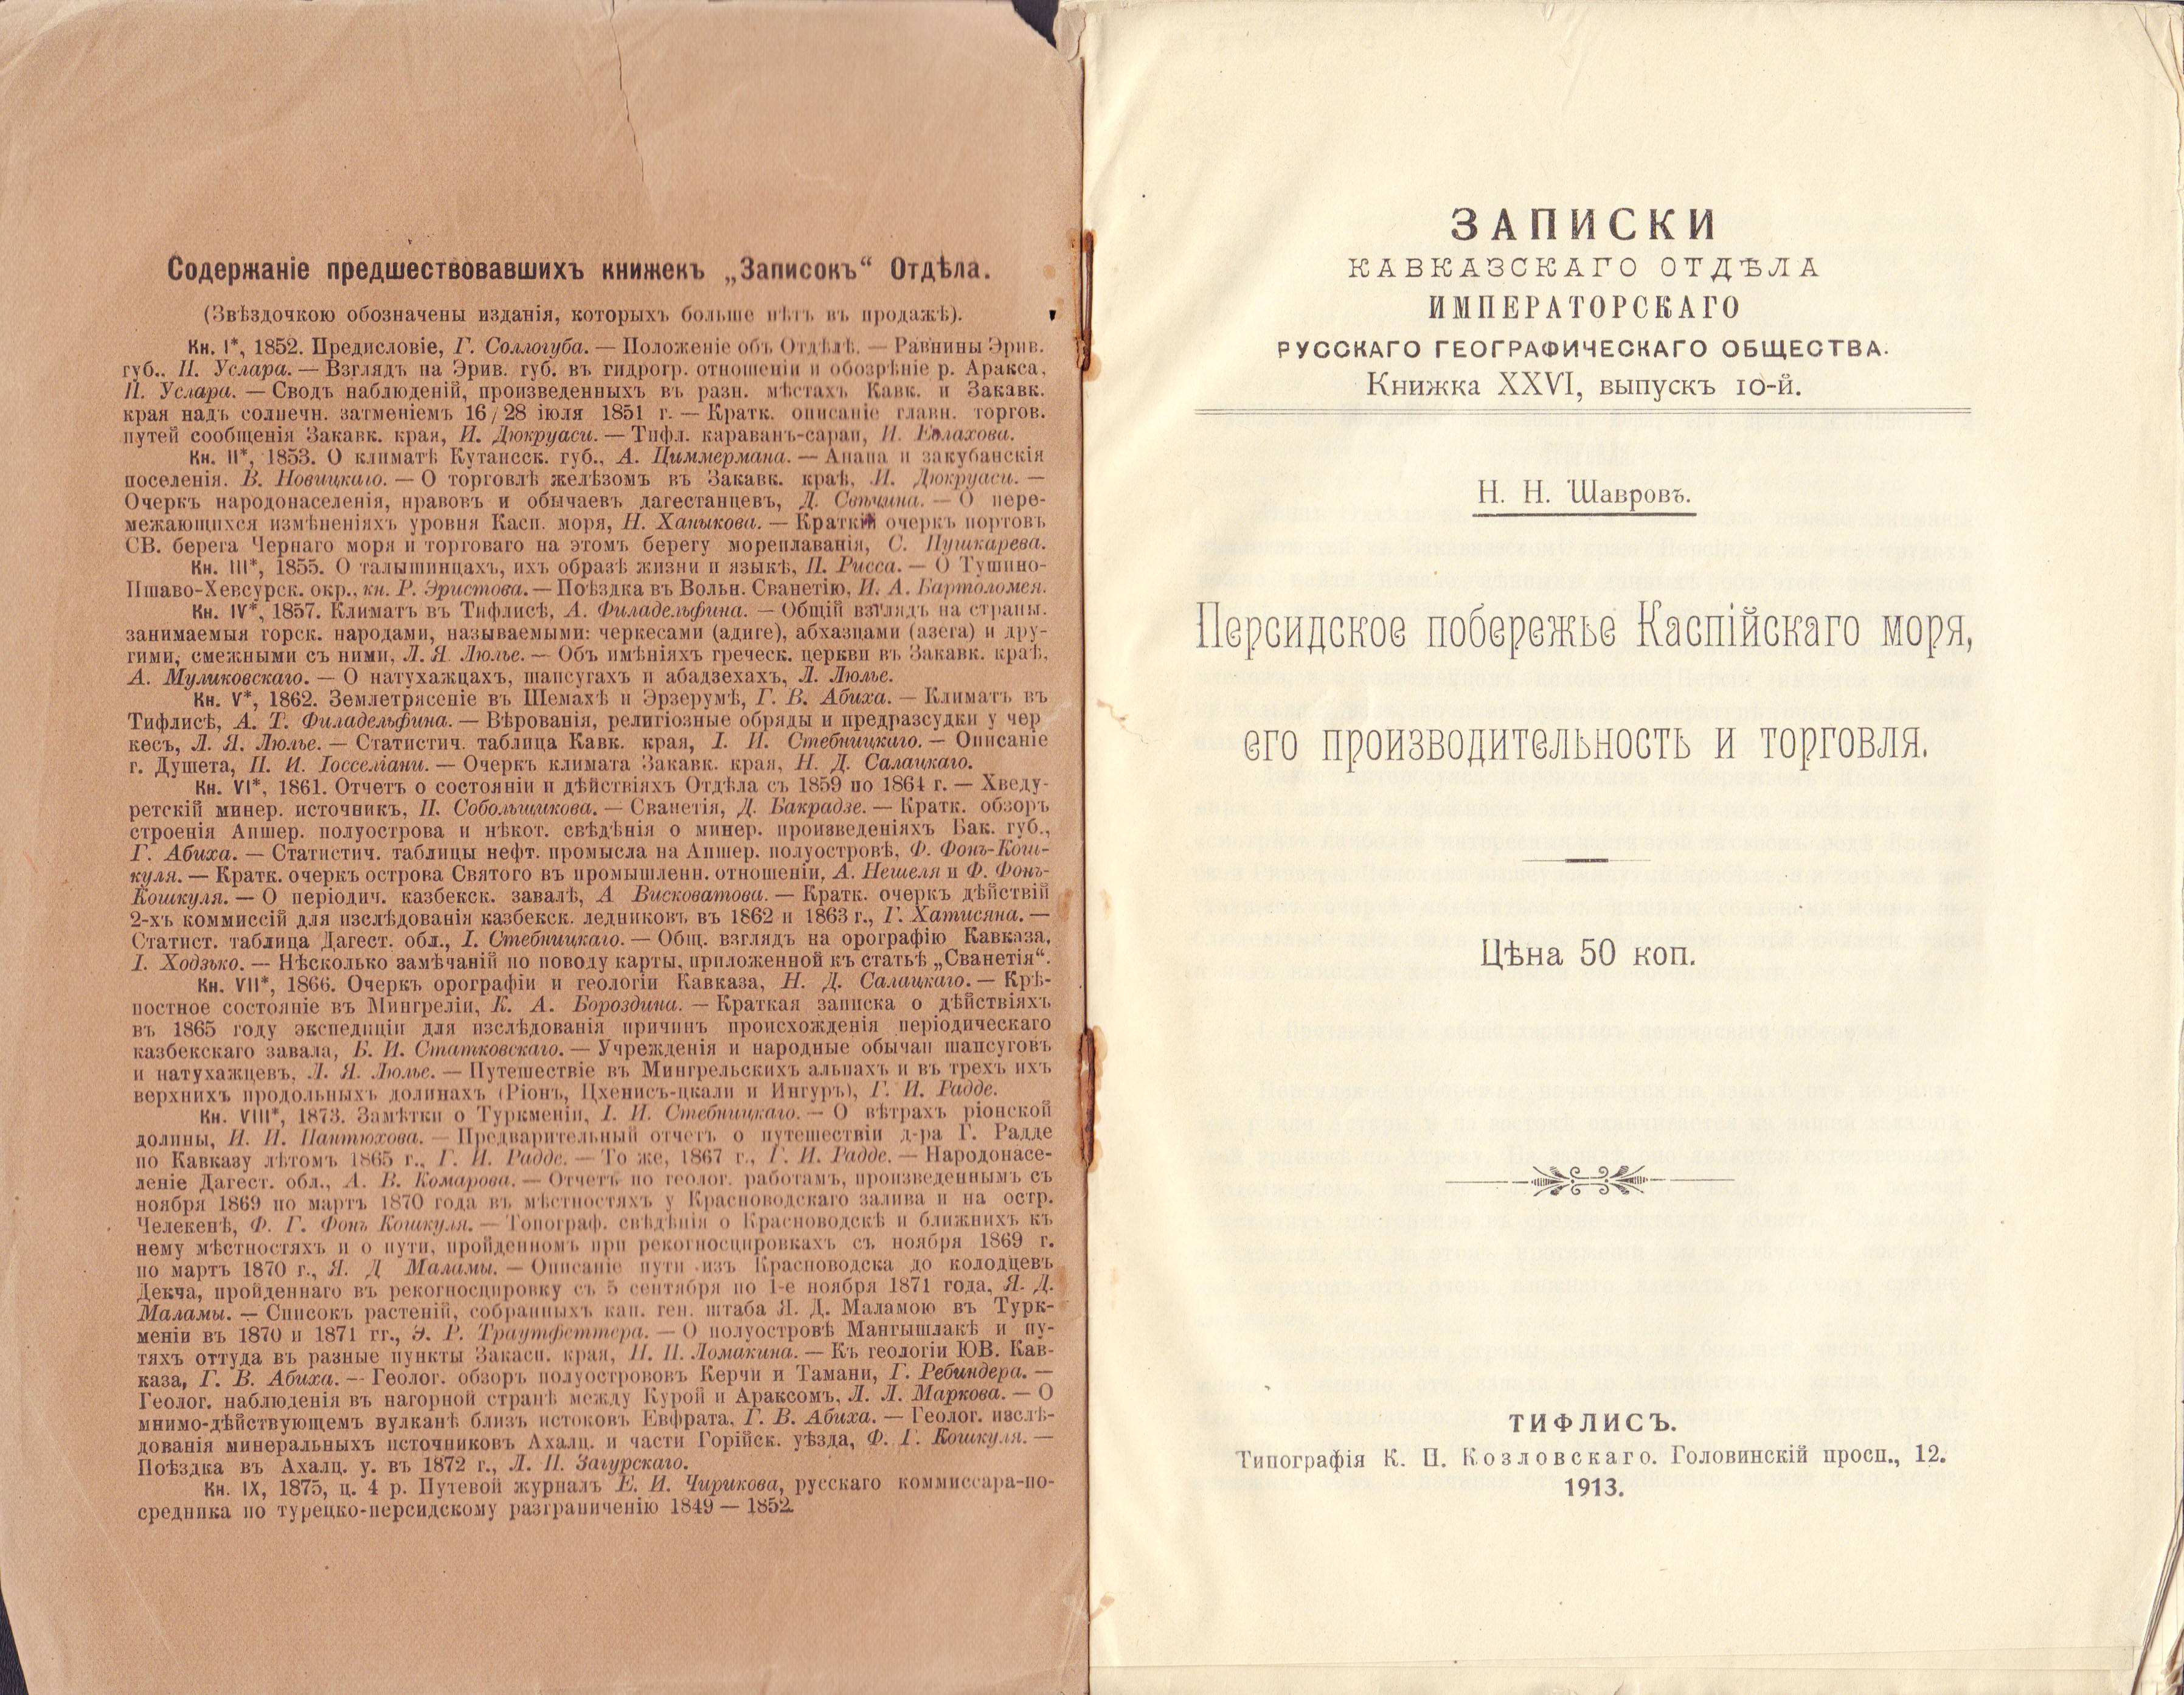 Содержаніе предшествовавшихъ книжекъ „Записокъ“ Отдѣла.
(Звѣздочкою обозначены изданія, которыхъ больше нѣтъ въ продажѣ).
Кн. I*, 1852. Предисловіе, Г. Соллогуба. — Положеніе объ Отдѣлѣ. — Равнины Эрив.
губ., П. Услара. — Взглядъ на Эрив. губ. въ гидрогр. отношеніи и обозрѣніе р. Аракса,
П. Услара. — Сводъ наблюденій, произведенныхъ въ разн. мѣстахъ Кавк. и Закавк.
края надъ солнечн. затменіемъ 16/28 іюля 1851 г. — Кратк. описаніе главн. торгов.
путей сообщенія Закавк. края, И. Дюкруаси. — Тифл. караванъ-сараи,
Кн. II*, 1853. О климатѣ Кутаисск. губ., А. Циммермана. — Анапа и закубанскія
поселенія. В. Новицкаго. — О торговлѣ желѣзомъ въ Закавк. краѣ, И. Дюкруаси. —
Очеркъ народонаселенія, нравовъ и обычаевъ дагестанцевъ, Д. Свѣчина. — О пере-
межающихся измѣненіяхъ уровня Касп. моря, Н. Ханыкова. — Краткій очеркъ портовъ
СВ. берега Чернаго моря и торговаго на этомъ берегу мореплаванія, С. Пушкарева.
Кн. III*, 1855. О талышинцахъ, ихъ образѣ жизни и языкѣ, П. Рисса. — О Тушино-
Пшаво-Хевсурск. окр., кн. Р. Эристова. — Поѣздка въ Вольн. Сванетію, И. А. Бартоломея.
Кн. IV*, 1857. Климатъ въ Тифлисѣ, А. Филадельфина. — Общій взглядъ на страны.
занимаемыя горск. народами, называемыми: черкесами (адиге), абхазцами (азега) и дру-
гими, смежными съ ними, Л. Я. Люлье. — Объ имѣніяхъ греческ. церкви въ Закавк. краѣ,
А. Муликовскаго. — О натухажцахъ, шапсугахъ и абадзехахъ, Л. Люлье.
Кн. V*, 1862. Землетрясеніе въ Шемахѣ и Эрзерумѣ, Г. В. Абиха. — Климатъ въ
Тифлисѣ, А. Т. Филадельфина. — Вѣрованія, религіозные обряды и предразсудки у чер
кесъ, Л. Я. Люлье. — Статистич. таблица Кавк. края, І. И. Стебницкаго. — Описаніе
г. Душета, П. И. Іосселіани. — Очеркъ климата Закавк. края, Н. Д. Салацкаго.
Кн. VI*, 1861. Отчетъ о состояніи и дѣйствіяхъ Отдѣла съ 1859 по 1864 г. — Хведу-
ретскій минер. источникъ, П. Собольщикова. — Сванетія, Д. Бакрадзе. — Кратк. обзоръ
строенія Апшер. полуострова и нѣкот. свѣдѣнія о минер. произведеніяхъ Бак. губ.,
Г. Абиха. — Статистич. таблицы нефт. промысла на Апшер. полуостровѣ, Ф. Фонъ-Кош-
куля. — Кратк. очеркъ острова Святого въ промышленн. отношеніи, А. Нешеля и Ф. Фонъ-
Кошкуля. — О періодич. казбекск. завалѣ, А Висковатова. — Кратк. очеркъ дѣйствій
2-хъ коммиссій для изслѣдованія казбекск. ледниковъ въ 1862 и 1863 г., Г. Хатисяна. —
Статист. таблица Дагест. обл., І. Стебницкаго. — Общ. взглядъ на орографію Кавказа,
І. Ходзько. — Нѣсколько замѣчаній по поводу карты, приложенной къ статьѣ „Сванетія“.
Кн. VII*, 1866. Очеркъ орографіи и геологіи Кавказа, Н. Д. Салацкаго. — Крѣ-
постное состояніе въ Мингреліи, К. А. Бороздина. — Краткая записка о дѣйствіяхъ
въ 1865 году экспедиціи для изслѣдованія причинъ происхожденія періодическаго
казбекскаго завала, Б. И. Статковскаго. — Учрежденія и народные обычаи шапсуговъ
и натухажцевъ, Л. Я. Люлье. — Путешествіе въ Мингрельскихъ альпахъ и въ трехъ ихъ
верхнихъ продольныхъ долинахъ (Ріонъ, Цхенисъ-цкали и Ингуръ), Г. И. Радде.
Кн. VIII*, 1873. Замѣтки о Туркменіи, І. И. Стебницкаго. — О вѣтрахъ ріонской
долины, И. И. Пантюхова. — Предварительный отчетъ о путешествіи д-ра Г. Радде
по Кавказу лѣтомъ 1865 г., Г. И. Радде. — То же, 1867 г., Г. И. Радде. — Народонасе-
леніе Дагест. обл., А. В. Комарова. — Отчетъ по геолог. работамъ, произведеннымъ съ
ноября 1869 по мартъ 1870 года въ мѣстностяхъ у Красноводскаго залива и на остр.
Челекенѣ, Ф. Г. Фонъ Кошкуля. — Топограф. свѣдѣнія о Красноводскѣ и ближнихъ къ
нему мѣстностяхъ и о пути, пройденномъ при рекогносцировкахъ съ ноября 1869 г.
по мартъ 1870 г., Я. Д Маламы. — Описаніе пути изъ Красноводска до колодцевъ
Декча, пройденнаго въ рекогносцировку съ 5 сентября по 1-е ноября 1871 года, Я. Д.
Маламы. — Списокъ растеній, собранныхъ кап. ген. штаба Я. Д. Маламою въ Турк-
меніи въ 1870 и 1871 гг., Э. Р. Траутфеттера. — О полуостровѣ Мангышлакѣ и пу-
тяхъ оттуда въ разные пункты Закасп. края, Н. П. Ломакина. — Къ геологіи ЮВ. Кав-
каза, Г. В. Абиха. — Геолог. обзоръ полуострововъ Керчи и Тамани, Г. Ребиндера. —
Геолог. наблюденія въ нагорной странѣ между Курой и Араксомъ, Л. Л. Маркова. — О
мнимо-дѣйствующемъ вулканѣ близъ истоковъ Евфрата, Г. В. Абиха. — Геолог. изслѣ-
дованія минеральныхъ источниковъ Ахалц. и части Горійск. уѣзда, Ф. Г. Кошкуля. —
Поѣздка въ Ахалц. у. въ 1872 г., Л. П. Загурскаго.
Кн. IX, 1875, ц. 4 р. Путевой журналъ Е. И. Чирикова, русскаго коммиссара-по-
средника по турецко-персидскому разграниченію 1849 — 1852.
ЗАПИСКИ
КАВКАЗСКАГО ОТДѢЛА
ИМПЕРАТОРСКАГО
РУССКАГО ГЕОГРАФИЧЕСКАГО ОБЩЕСТВА.
Книжка XXVI, выпускъ 10-й.
Н. Н. Шавровъ.
Персидское побережье Каспійскаго моря,
его производительность и торговля.
Цѣна 50 коп.
ТИФЛИСЪ.
Типографія К. П. Козловскаго. Головинскій просп., 12.
1913.